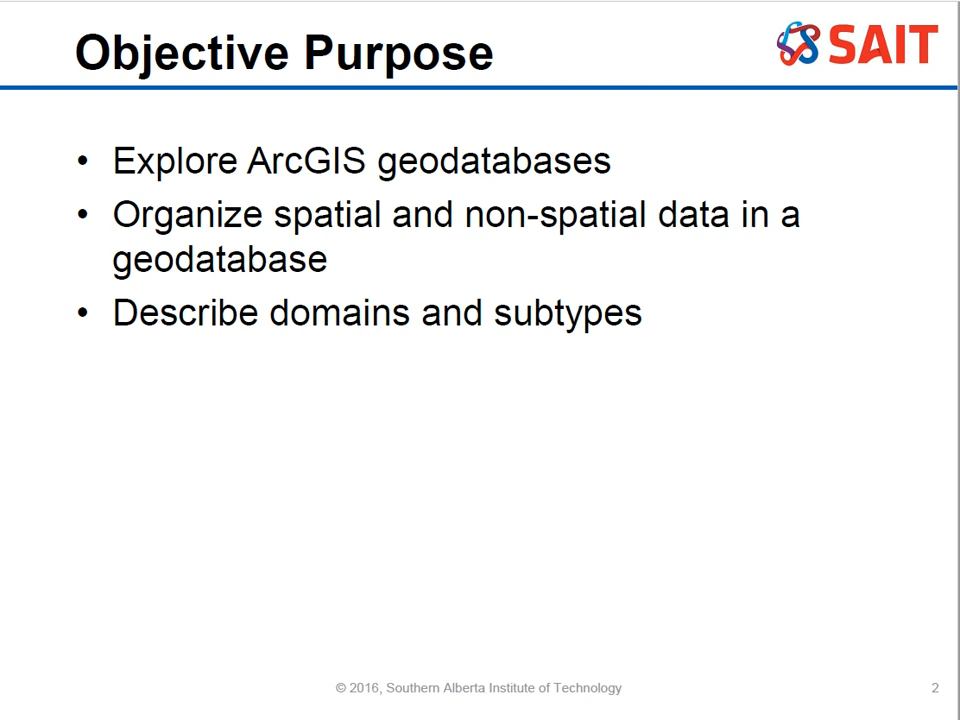 Objective Purpose
SAIT
• Explore ArcGIS geodatabases
• Organize spatial and non-spatial data in a
geodatabase
• Describe domains and subtypes
© 2016, Southern Alberta Institute of Technology
2